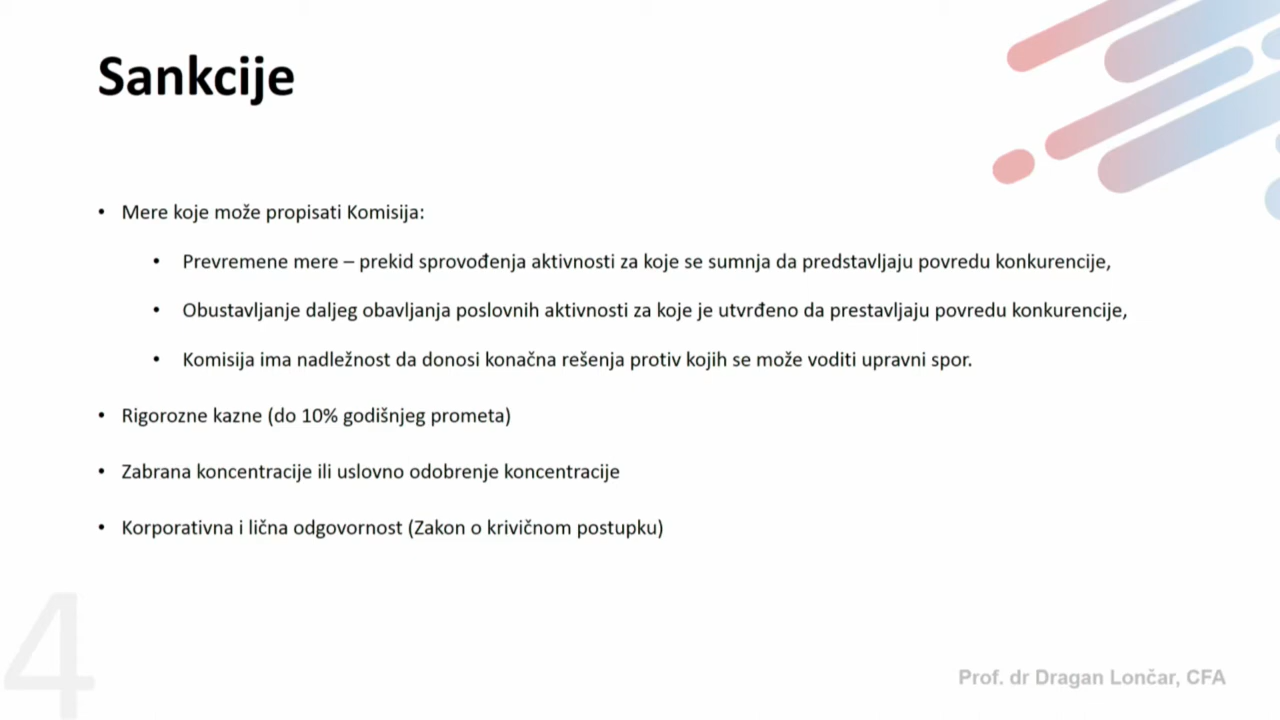 Sankcije
• Mere koje može propisati Komisija:
• Prevremene mere – prekid sprovođenja aktivnosti za koje se sumnja da predstavljaju povredu konkurencije,
• Obustavljanje daljeg obavljanja poslovnih aktivnosti za koje je utvrđeno da prestavljaju povredu konkurencije,
• Komisija ima nadležnost da donosi konačna rešenja protiv kojih se može voditi upravni spor.
• Rigorozne kazne (do 10% godišnjeg prometa)
• Zabrana koncentracije ili uslovno odobrenje koncentracije
• Korporativna i lična odgovornost (Zakon o krivičnom postupku)
4
Prof. dr Dragan Lončar, CFA